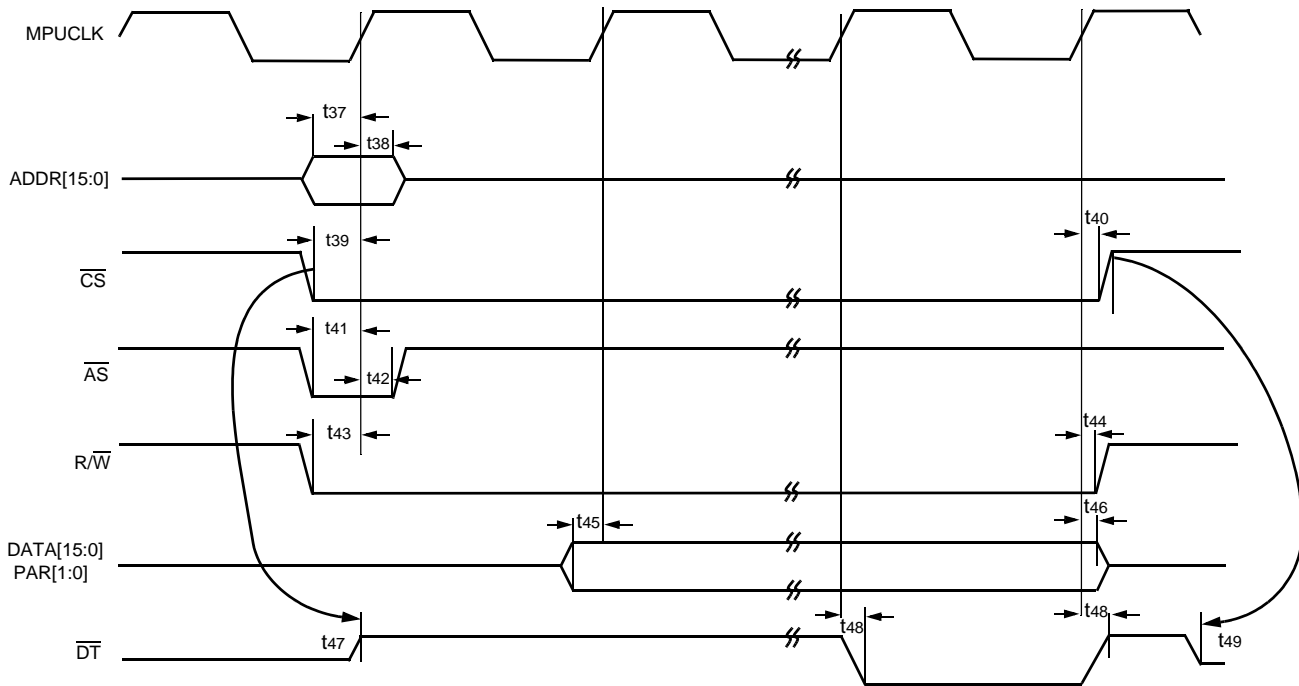 MPUCLK
t37
t38
ADDR[15:0]
t39
t40
CS
t41
AS
t42
t43
t44
R/W
t45
t46
DATA[15:0]
PAR[1:0]
t47
t48
t48
t49
DT